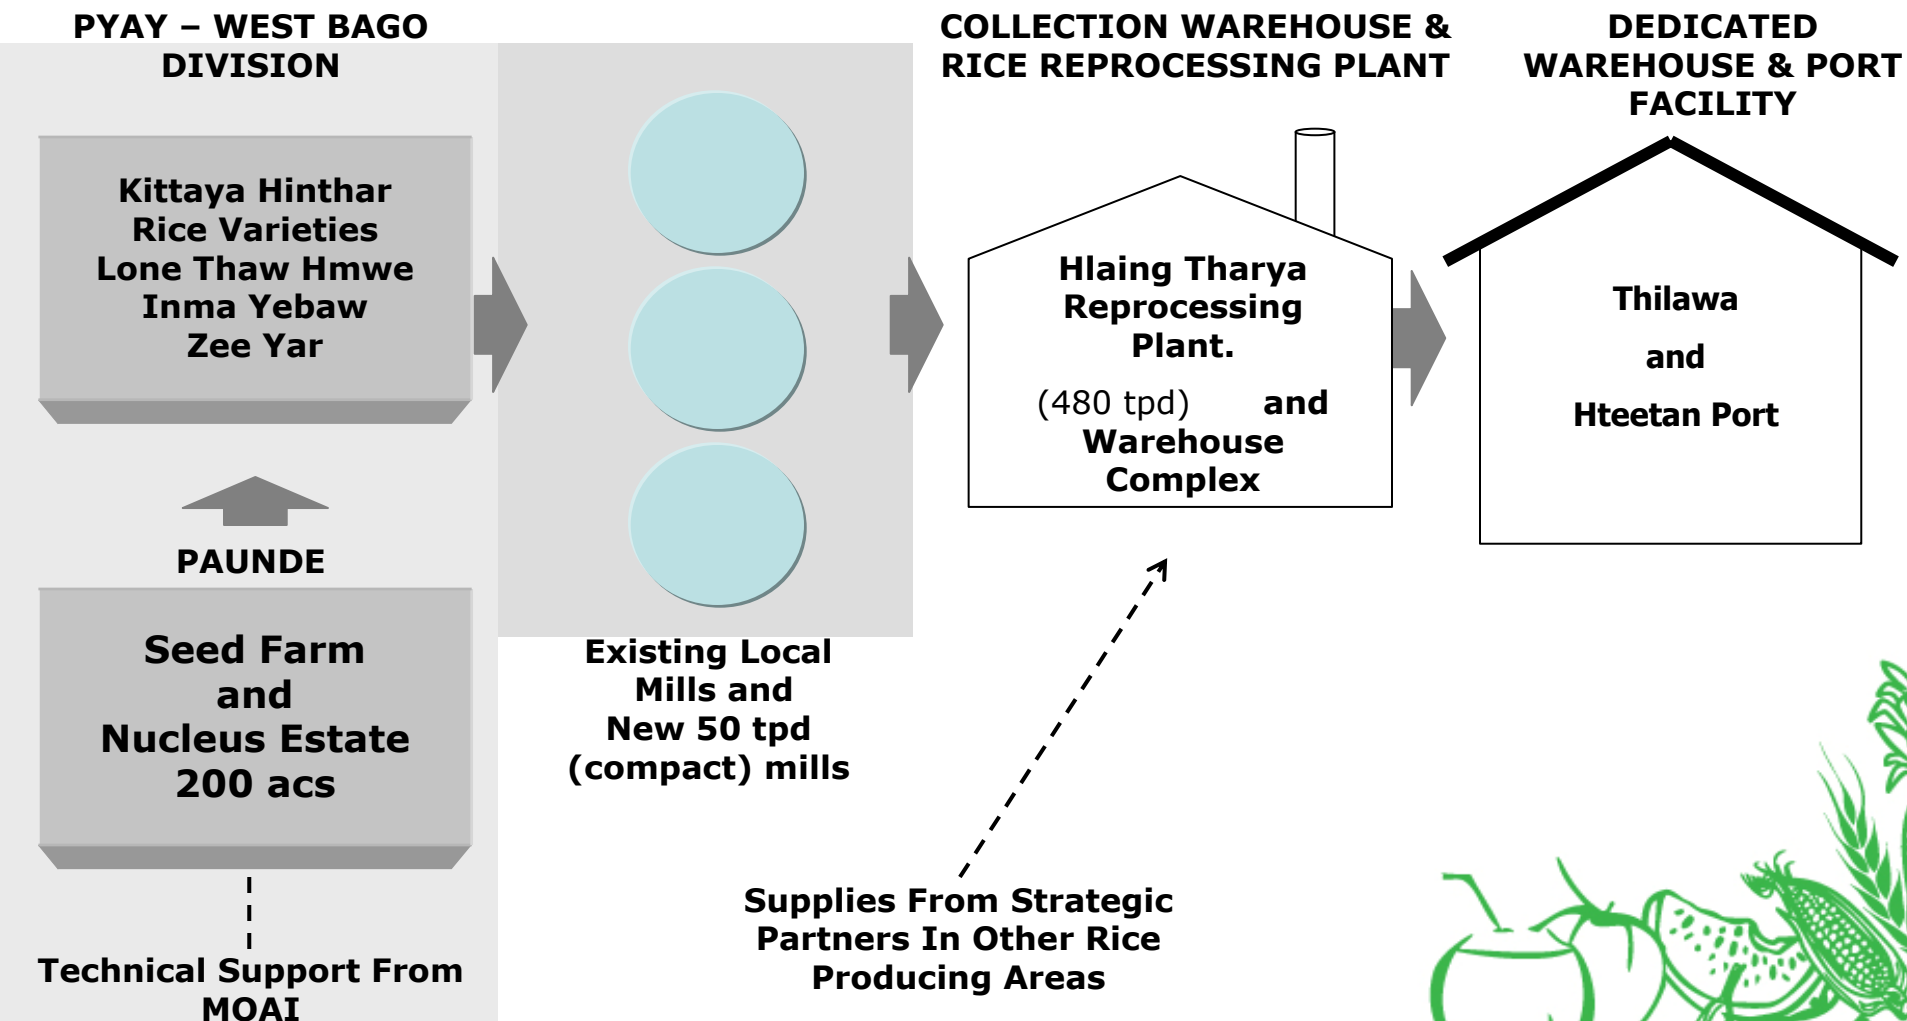 PYAY – WEST BAGO
DIVISION
Kittaya Hinthar
Rice Varieties
Lone Thaw Hmwe
Inma Yebaw
Zee Yar
PAUNDE
Seed Farm
and
Nucleus Estate
200 acs
Technical Support From
MOAI
Existing Local
Mills and
New 50 tpd
(compact) mills
COLLECTION WAREHOUSE &
RICE REPROCESSING PLANT
Hlaing Tharya
Reprocessing
Plant.
(480 tpd) and
Warehouse
Complex
Supplies From Strategic
Partners In Other Rice
Producing Areas
DEDICATED
WAREHOUSE & PORT
FACILITY
Thilawa
and
Hteetan Port